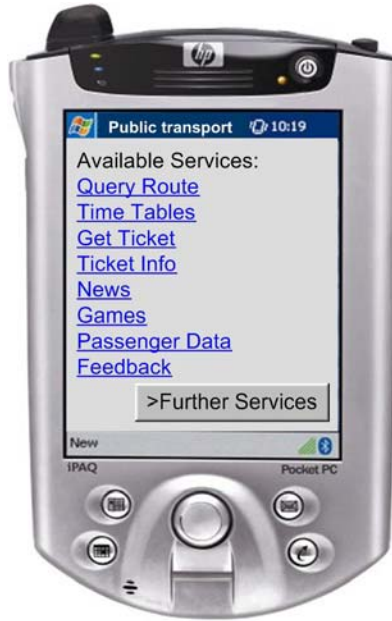 hp
Public transport 10:19
Available Services:
Query Route
Time Tables
Get Ticket
Ticket Info
News
Games
Passenger Data
Feedback
>Further Services
New
iPAQ Pocket PC